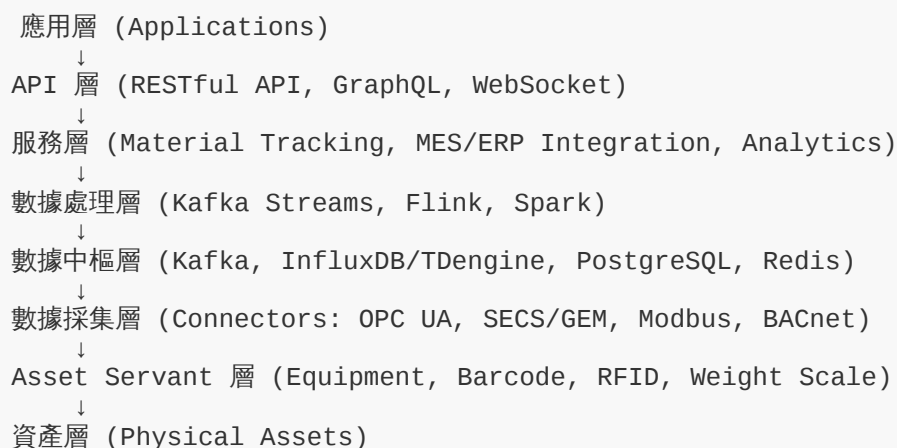 應用層 (Applications)
↓
API 層 (RESTful API, GraphQL, WebSocket)
↓
服務層 (Material Tracking, MES/ERP Integration, Analytics)
↓
數據處理層 (Kafka Streams, Flink, Spark)
↓
數據中樞層 (Kafka, InfluxDB/TDengine, PostgreSQL, Redis)
↓
數據採集層 (Connectors: OPC UA, SECS/GEM, Modbus, BACnet)
↓
Asset Servant 層 (Equipment, Barcode, RFID, Weight Scale)
↓
資產層 (Physical Assets)